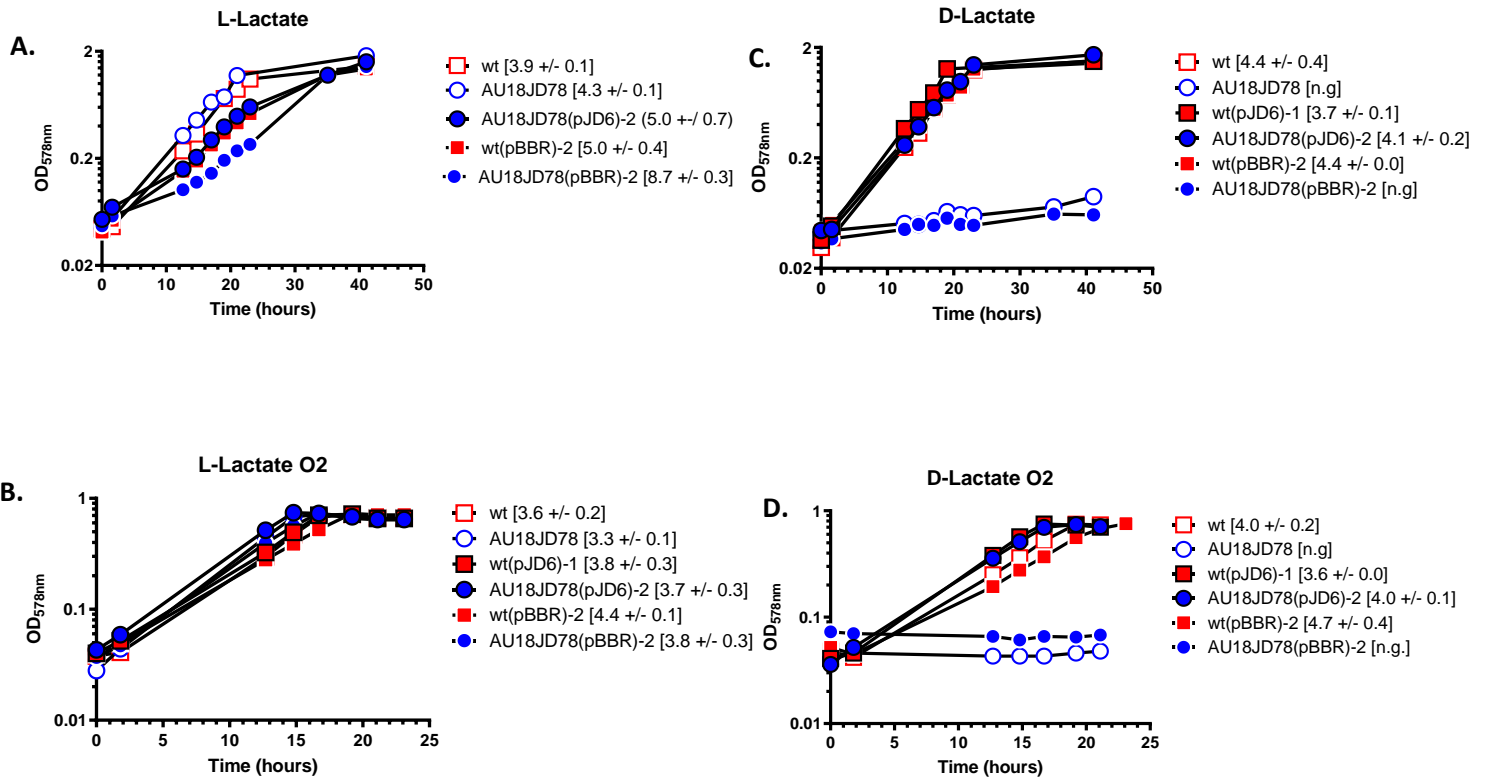 A.
L-Lactate
OD578nm
2
0.2
0.02
0 10 20 30 40 50
Time (hours)
wt [3.9 +/- 0.1]
AU18JD78 [4.3 +/- 0.1]
AU18JD78(pJD6)-2 (5.0 +-/ 0.7)
wt(pBBR)-2 [5.0 +/- 0.4]
AU18JD78(pBBR)-2 [8.7 +/- 0.3]
C.
D-Lactate
OD578nm
2
0.2
0.02
0 10 20 30 40 50
Time (hours)
wt [4.4 +/- 0.4]
AU18JD78 [n.g]
wt(pJD6)-1 [3.7 +/- 0.1]
AU18JD78(pJD6)-2 [4.1 +/- 0.2]
wt(pBBR)-2 [4.4 +/- 0.0]
AU18JD78(pBBR)-2 [n.g]
B.
L-Lactate O2
OD578nm
1
0.1
0.01
0 5 10 15 20 25
Time (hours)
wt [3.6 +/- 0.2]
AU18JD78 [3.3 +/- 0.1]
wt(pJD6)-1 [3.8 +/- 0.3]
AU18JD78(pJD6)-2 [3.7 +/- 0.3]
wt(pBBR)-2 [4.4 +/- 0.1]
AU18JD78(pBBR)-2 [3.8 +/- 0.3]
D.
D-Lactate O2
OD578nm
1
0.1
0.01
0 5 10 15 20 25
Time (hours)
wt [4.0 +/- 0.2]
AU18JD78 [n.g]
wt(pJD6)-1 [3.6 +/- 0.0]
AU18JD78(pJD6)-2 [4.0 +/- 0.1]
wt(pBBR)-2 [4.7 +/- 0.4]
AU18JD78(pBBR)-2 [n.g.]